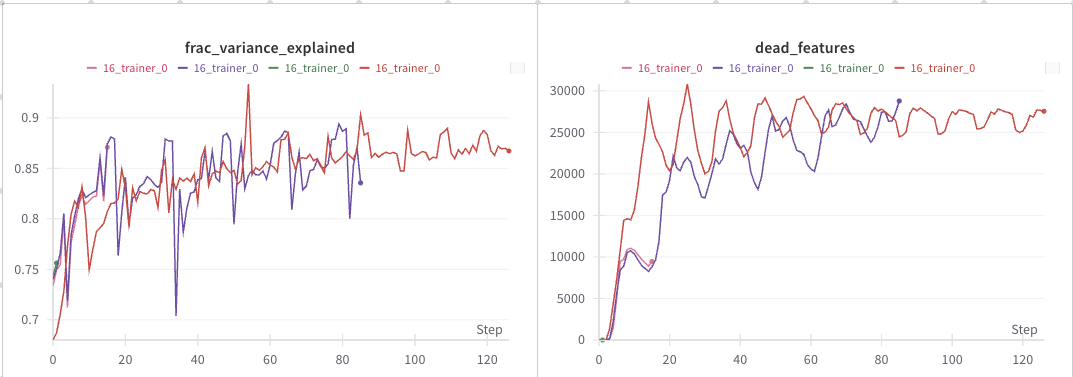 frac_variance_explained
16_trainer_0 16_trainer_0 16_trainer_0 16_trainer_0
0.9
0.85
0.8
0.75
0.7
Step
0 20 40 60 80 100 120
dead_features
16_trainer_0 16_trainer_0 16_trainer_0 16_trainer_0
30000
25000
20000
15000
10000
5000
0
Step
0 20 40 60 80 100 120